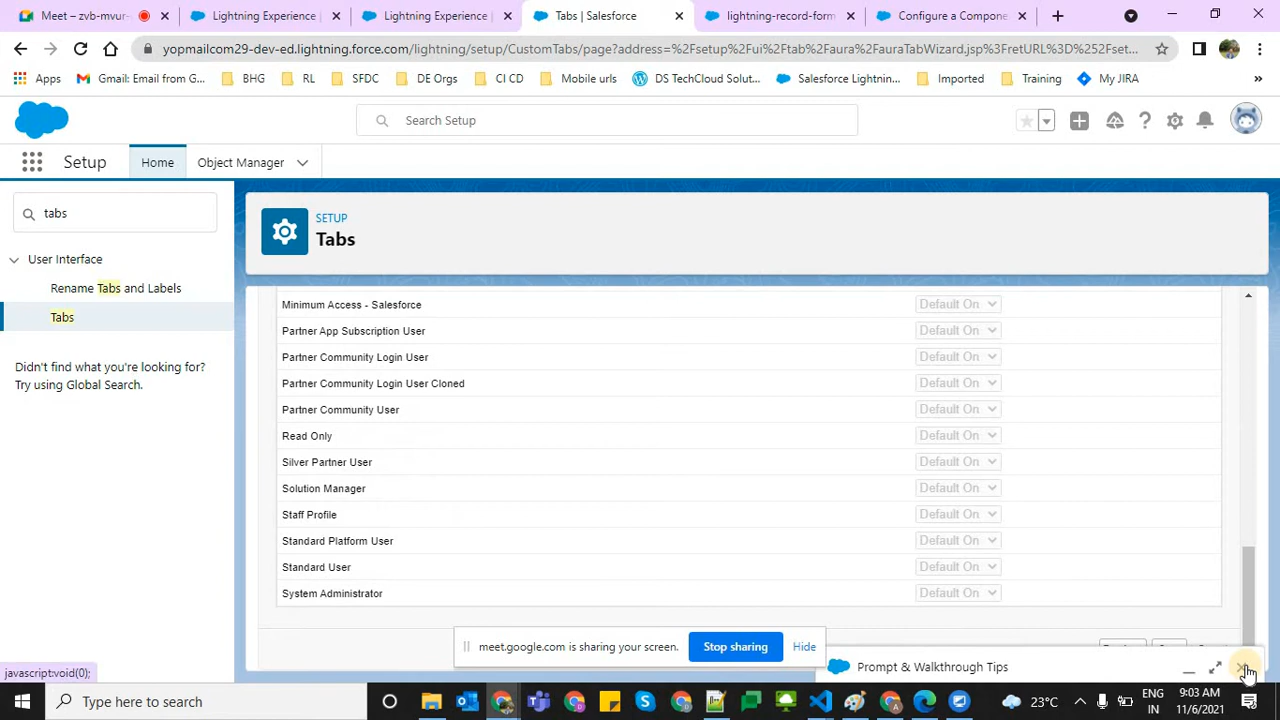 Meet – zvb-mvur-
Lightning Experience
Lightning Experience
Tabs | Salesforce
lightning-record-form
Configure a Compone
yopmailcom29-dev-ed.lightning.force.com/lightning/setup/CustomTabs/page?address=%2Fsetup%2Fui%2Ftab%2Faura%2FauraTabWizard.jsp%3FretURL%3D%252Fset...
Apps
Gmail: Email from G...
BHG
RL
SFDC
DE Orgs
CI CD
Mobile urls
DS TechCloud Solut...
Salesforce Lightnin...
Imported
Training
My JIRA
»
Search Setup
Setup
Home
Object Manager
tabs
User Interface
Rename Tabs and Labels
Tabs
Didn't find what you're looking for?
Try using Global Search.
SETUP
Tabs
Minimum Access - Salesforce Default On
Partner App Subscription User Default On
Partner Community Login User Default On
Partner Community Login User Cloned Default On
Partner Community User Default On
Read Only Default On
Silver Partner User Default On
Solution Manager Default On
Staff Profile Default On
Standard Platform User Default On
Standard User Default On
System Administrator Default On
meet.google.com is sharing your screen.
Stop sharing
Hide
Prompt & Walkthrough Tips
javascript:void(0);
Type here to search
23°C
ENG
IN
9:03 AM
11/6/2021